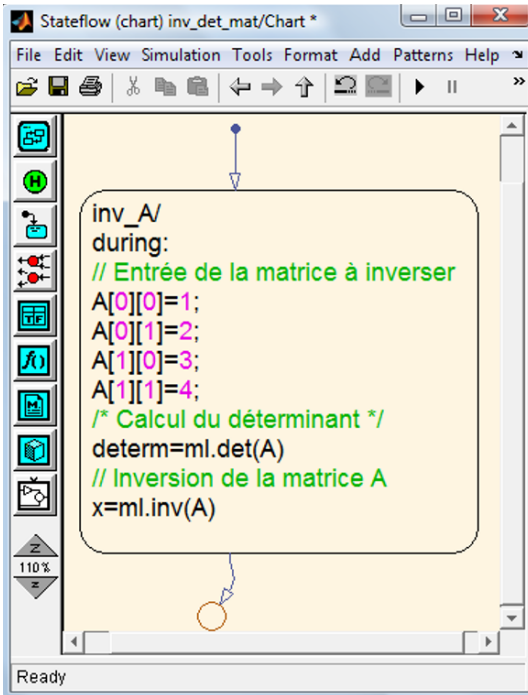 Stateflow (chart) inv_det_mat/Chart *
File Edit View Simulation Tools Format Add Patterns Help
inv_A/
during:
// Entrée de la matrice à inverser
A[0][0]=1;
A[0][1]=2;
A[1][0]=3;
A[1][1]=4;
/* Calcul du déterminant */
determ=ml.det(A)
// Inversion de la matrice A
x=ml.inv(A)
H
TF
f()
M
Z
110%
z
Ready